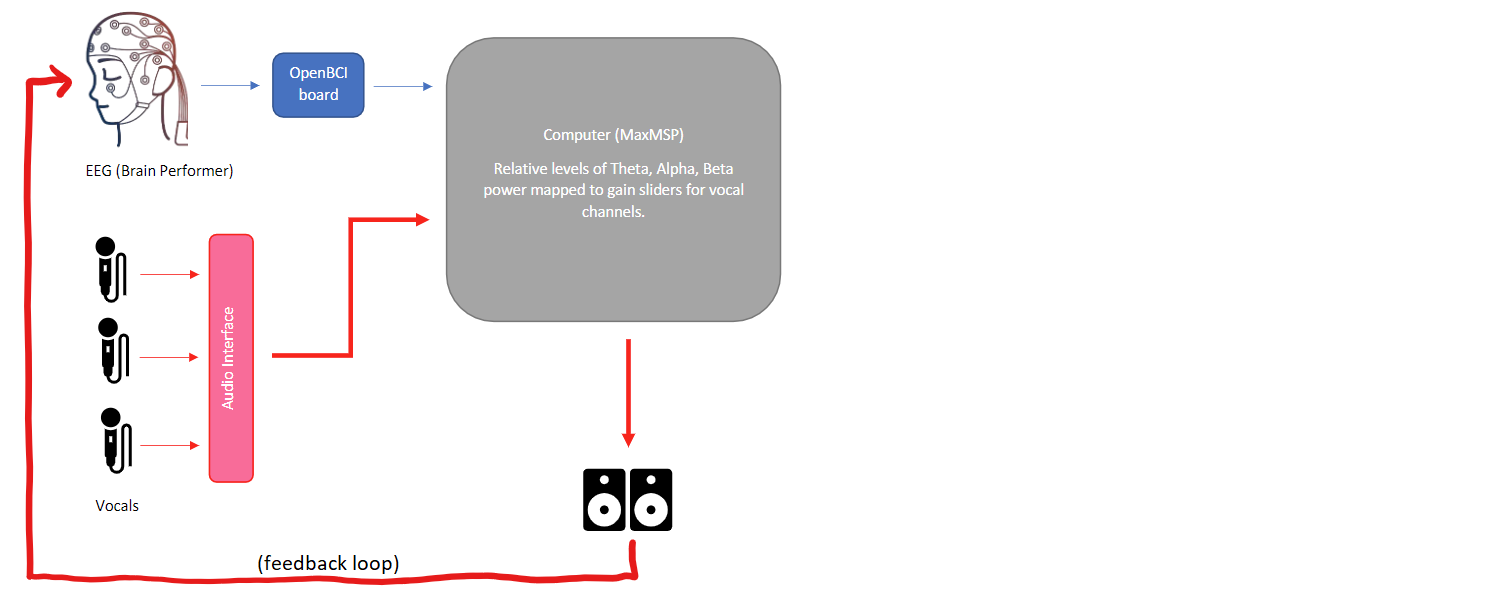 OpenBCI
board
EEG (Brain Performer)
Computer (MaxMSP)
Relative levels of Theta, Alpha, Beta
power mapped to gain sliders for vocal
channels.
Audio Interface
Vocals
(feedback loop)